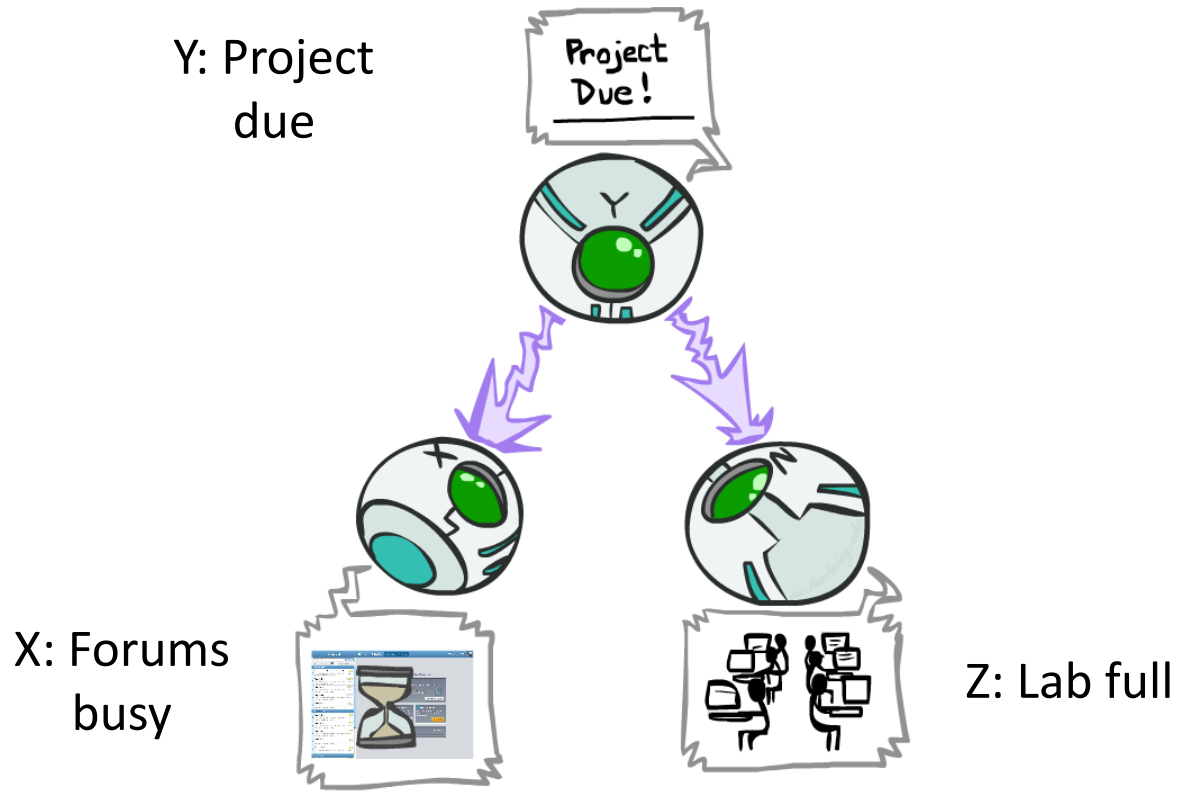 Y: Project
due
Project
Due!
Y
X
Z
X: Forums
busy
Z: Lab full